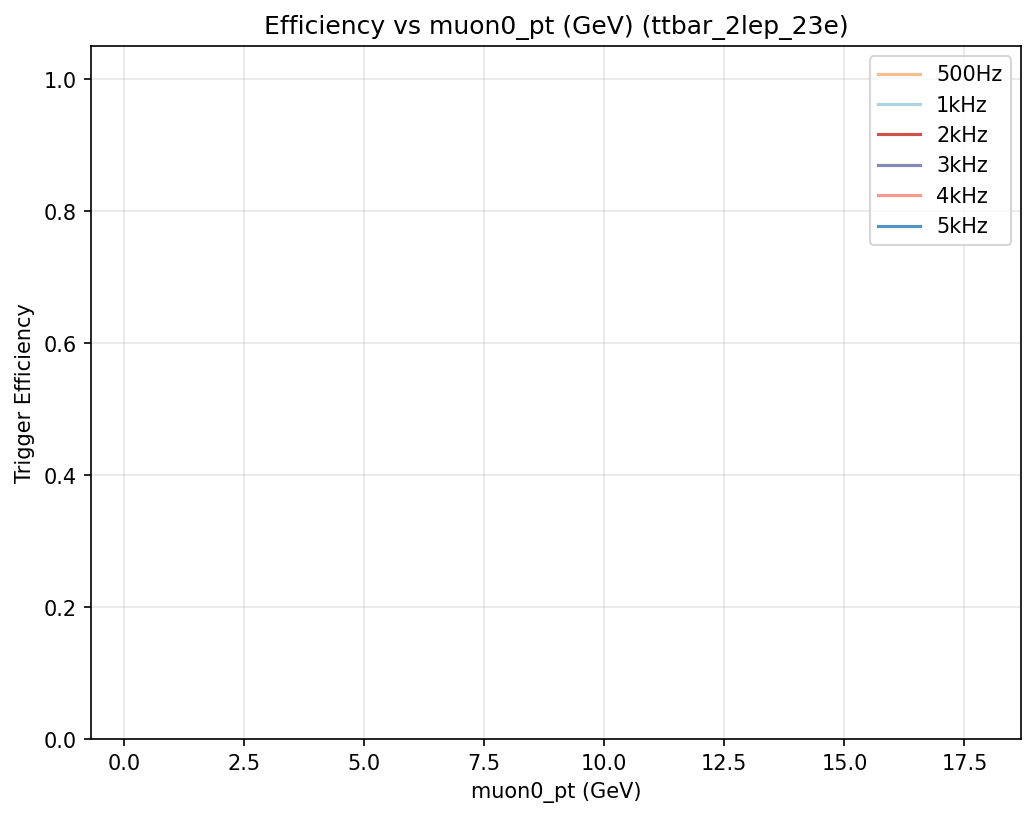 Efficiency vs muon0_pt (GeV) (ttbar_2lep_23e)
500Hz
1kHz
2kHz
3kHz
4kHz
5kHz
1.0
0.8
0.6
0.4
0.2
0.0
Trigger Efficiency
0.0 2.5 5.0 7.5 10.0 12.5 15.0 17.5
muon0_pt (GeV)